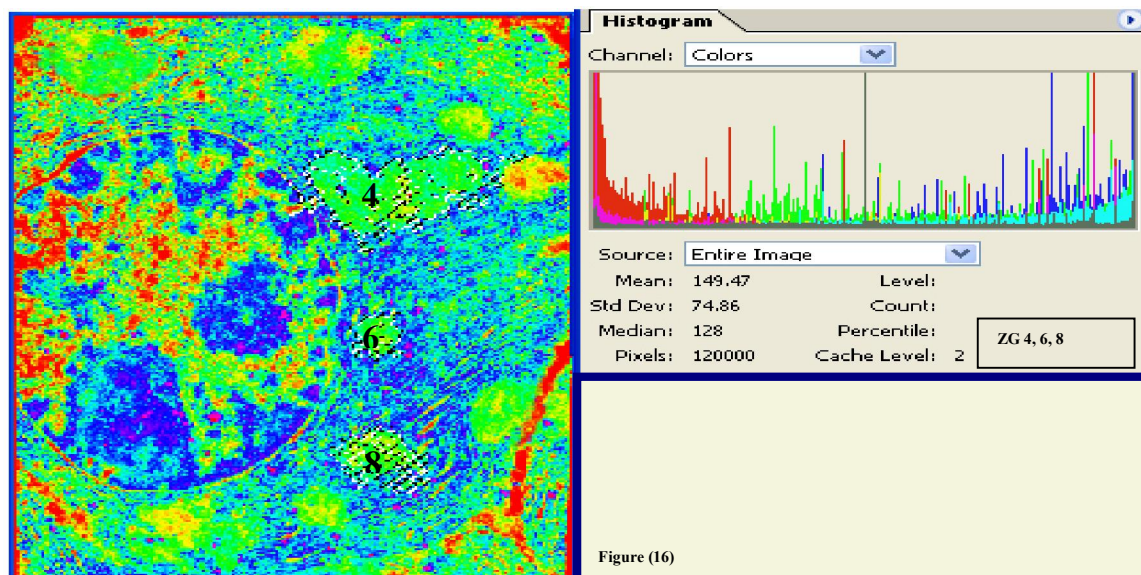 Histogram
Channel: Colors
Source: Entire Image
Mean: 149.47 Level:
Std Dev: 74.86 Count:
Median: 128 Percentile:
Pixels: 120000 Cache Level: 2
ZG 4, 6, 8
4
6
8
Figure (16)